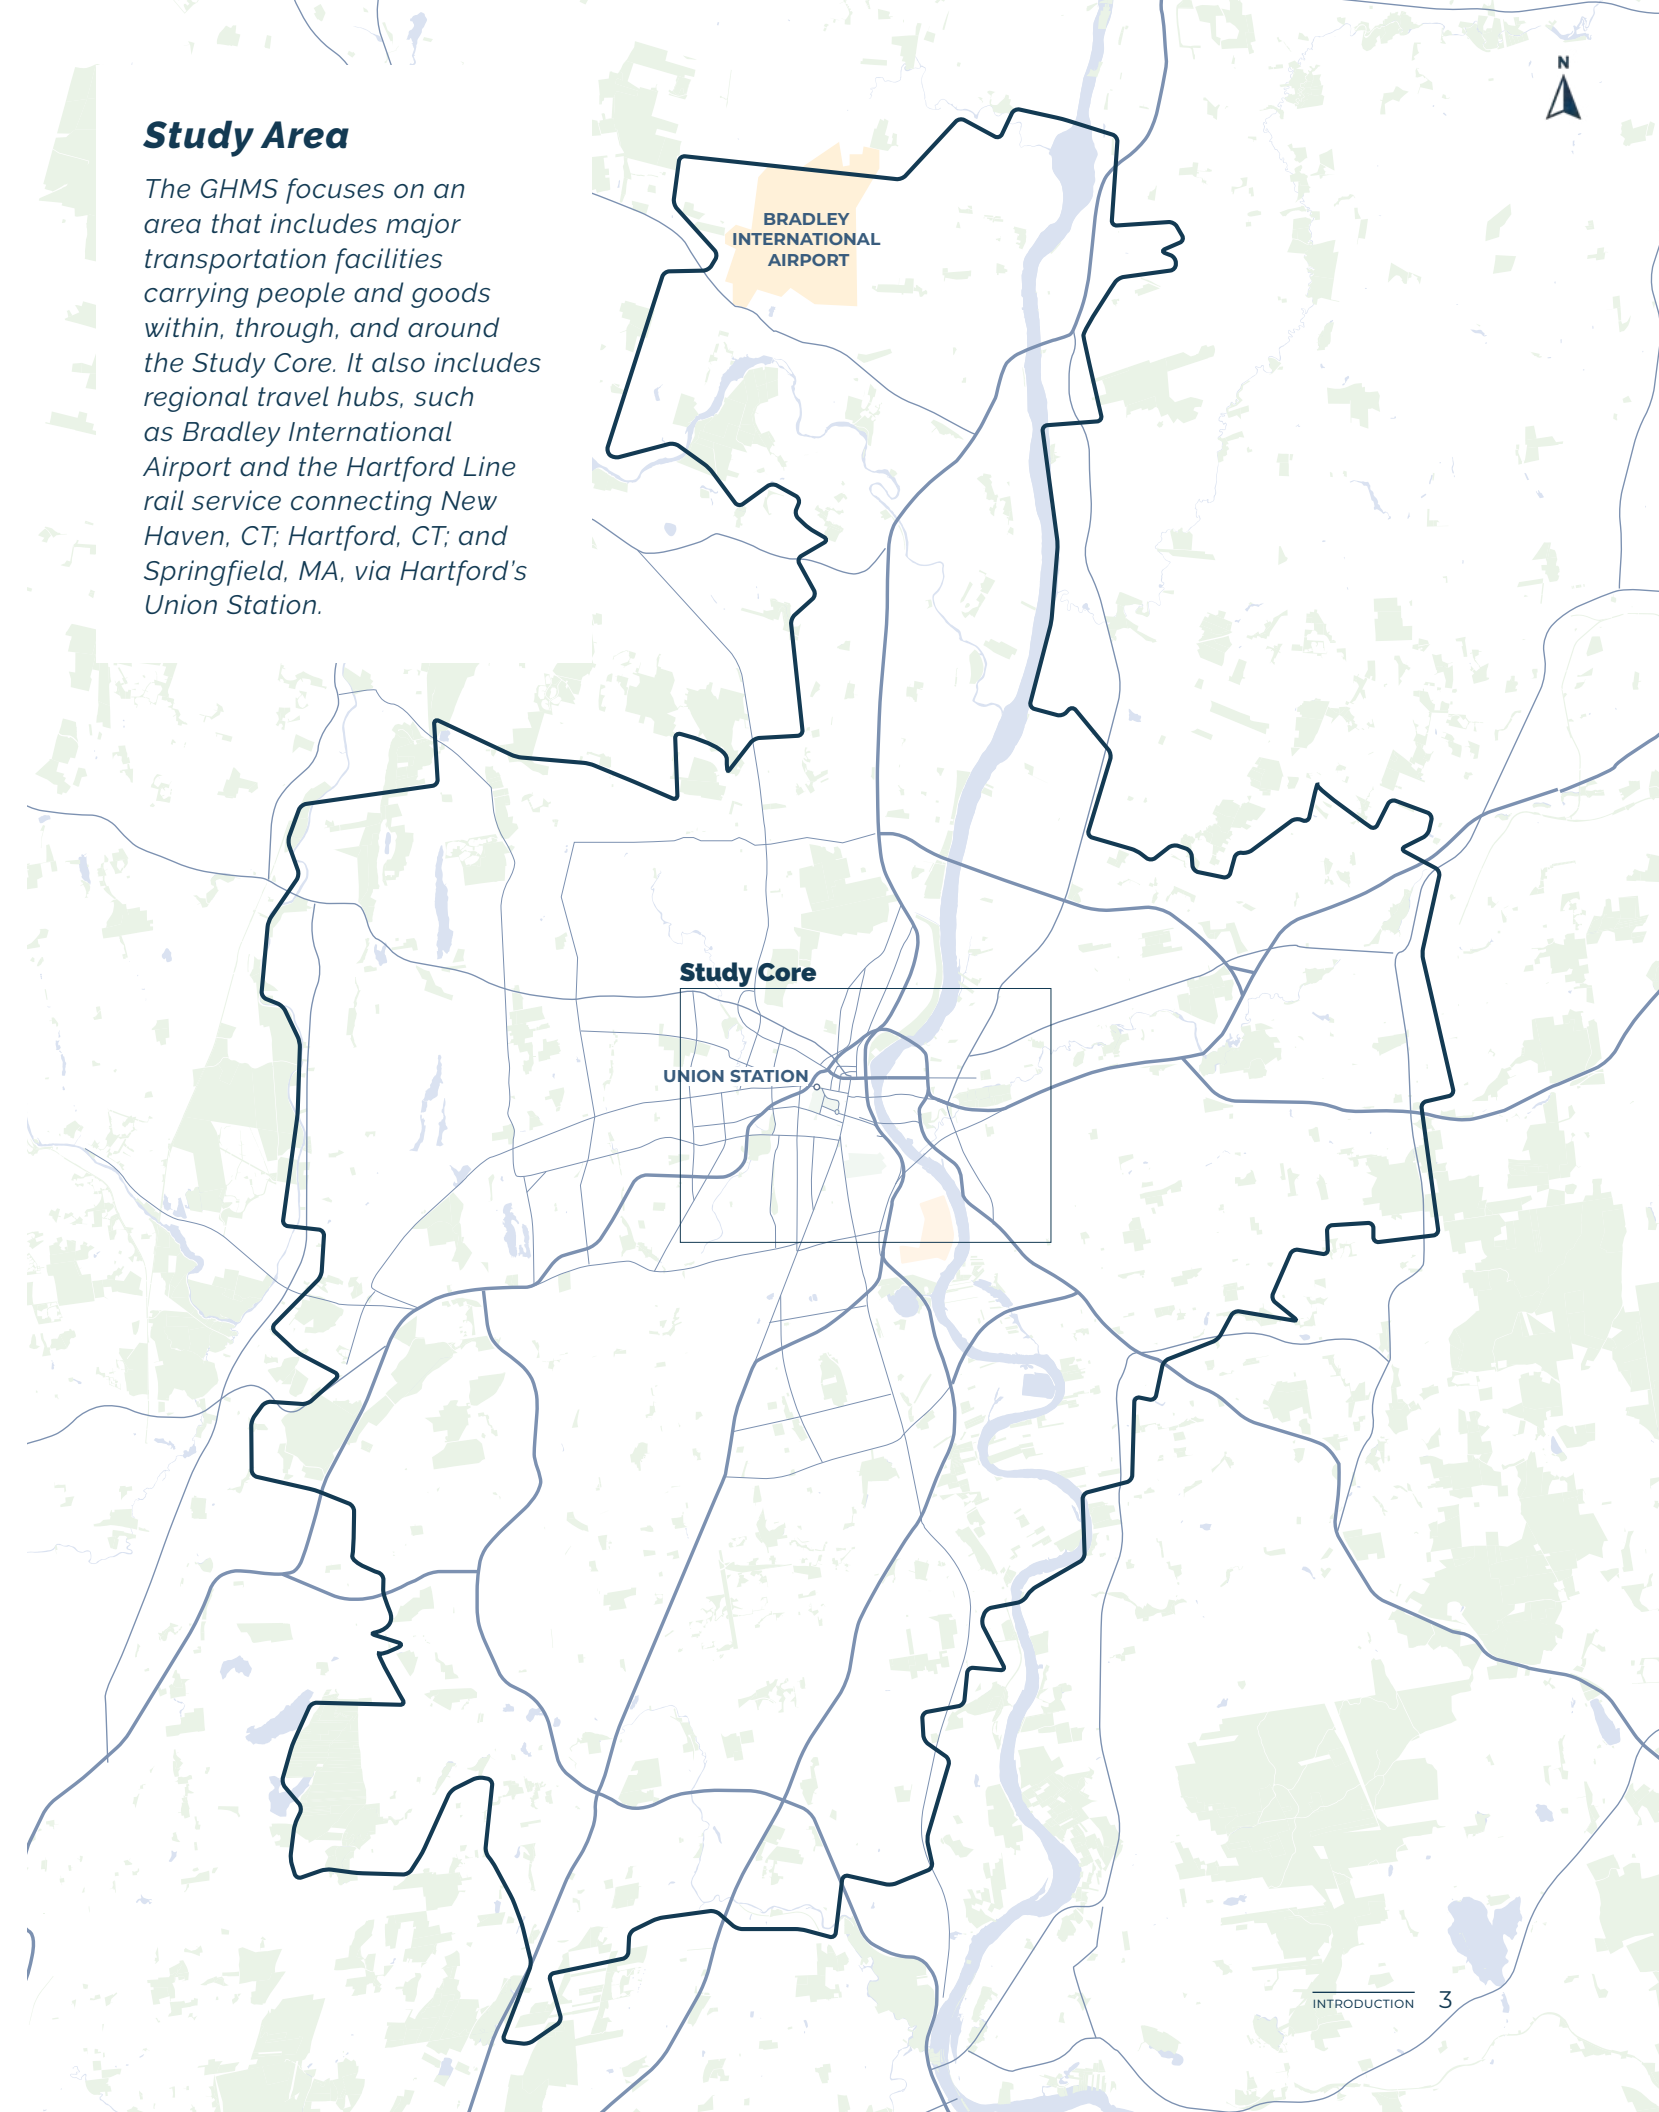 N
Study Area
The GHMS focuses on an
area that includes major
transportation facilities
carrying people and goods
within, through, and around
the Study Core. It also includes
regional travel hubs, such
as Bradley International
Airport and the Hartford Line
rail service connecting New
Haven, CT; Hartford, CT; and
Springfield, MA, via Hartford’s
Union Station.
BRADLEY
INTERNATIONAL
AIRPORT
Study Core
UNION STATION
INTRODUCTION 3